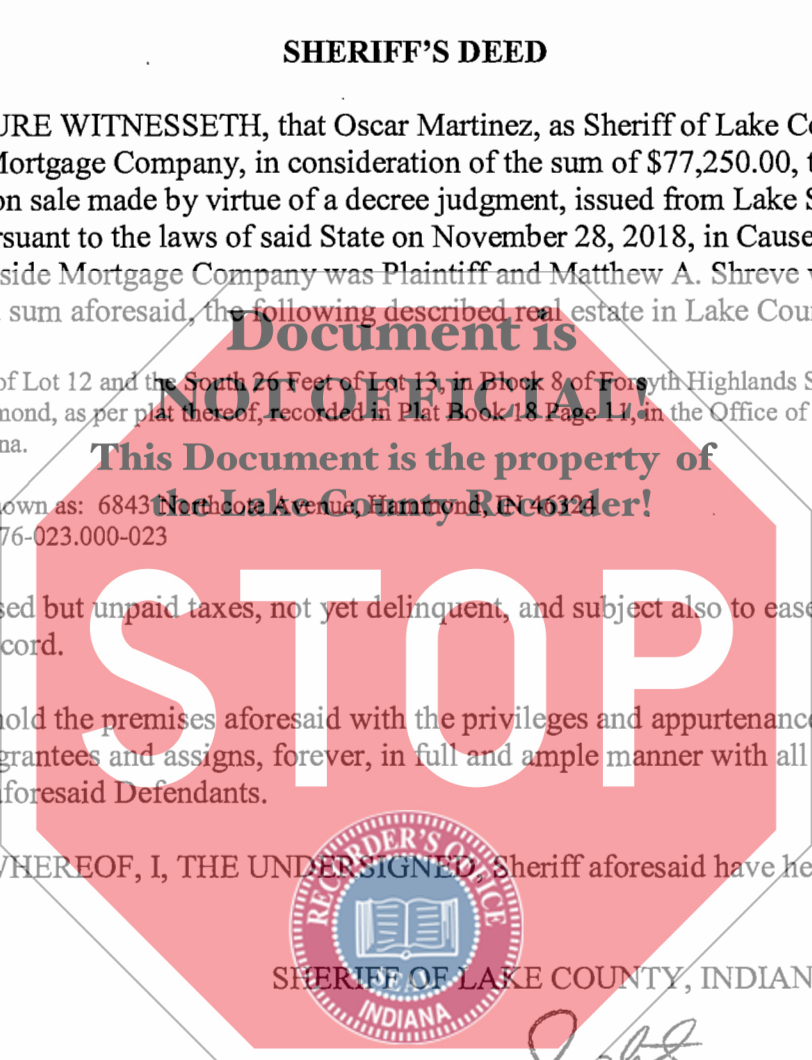 SHERIFF'S DEED
URE WITNESSETH, that Oscar Martinez, as Sheriff of Lake Co
Mortgage Company, in consideration of the sum of $77,250.00, t
on sale made by virtue of a decree judgment, issued from Lake S
rsuant to the laws of said State on November 28, 2018, in Cause
side Mortgage Company was Plaintiff and Matthew A. Shreve
sum aforesaid, the following described real estate in Lake Coun
Document is
of Lot 12 and the South 26 Feet of Lot 13, in Block 8 of Forsyth Highlands S
NOT OFFICIAL!
mond, as per plat thereof, recorded in Plat Book 18 Page 11, in the Office of
na.
This Document is the property of
own as: 6843 Northcote Avenue, Hammond, IN 46324
the Lake County Recorder!
76-023.000-023
sed but unpaid taxes, not yet delinquent, and subject also to ease
cord.
STOP
hold the premises aforesaid with the privileges and appurtenance
grantees and assigns, forever, in full and ample manner with all
aforesaid Defendants.
WHEREOF, I, THE UNDERSIGNED, Sheriff aforesaid have he
RECORDER'S OFFICE
SEAL
INDIANA
SHERIFF OF LAKE COUNTY, INDIAN